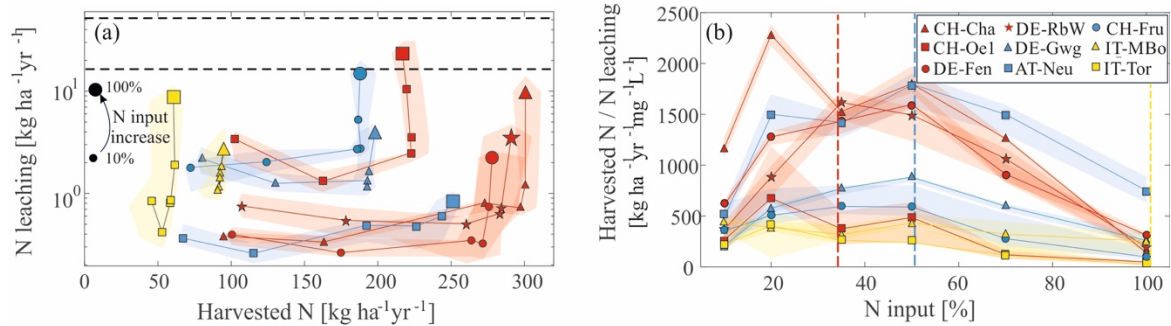 (a)
N leaching [kg ha⁻¹yr⁻¹]
10¹
10⁰
100%
N input
increase
10%
0 50 100 150 200 250 300
Harvested N [kg ha⁻¹yr⁻¹]
(b)
Harvested N / N leaching
[kg ha⁻¹yr⁻¹mg⁻¹L⁻¹]
2500
2000
1500
1000
500
0
CH-Cha DE-RbW CH-Fru
CH-Oe1 DE-Gwg IT-MBo
DE-Fen AT-Neu IT-Tor
20 40 60 80 100
N input [%]